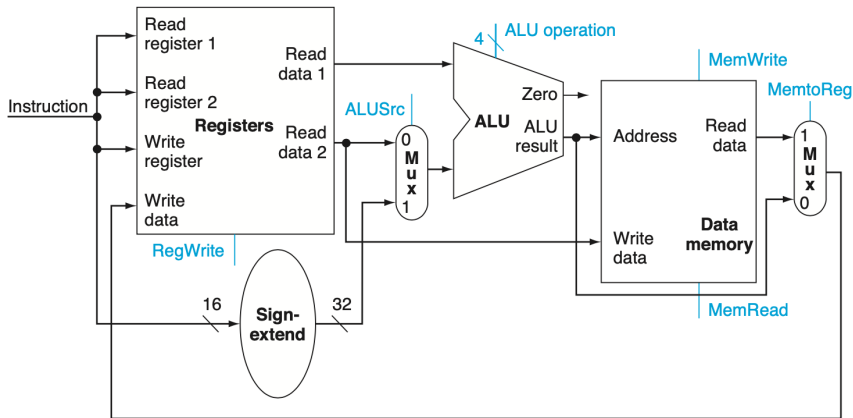 Instruction
Read
register 1
Read
register 2
Write
register
Write
data
Registers
Read
data 1
Read
data 2
RegWrite
16
Sign-
extend
32
ALUSrc
0
M
u
x
1
4
ALU operation
Zero
ALU
ALU
result
MemWrite
Address
Read
data
Write
data
Data
memory
MemRead
MemtoReg
1
M
u
x
0